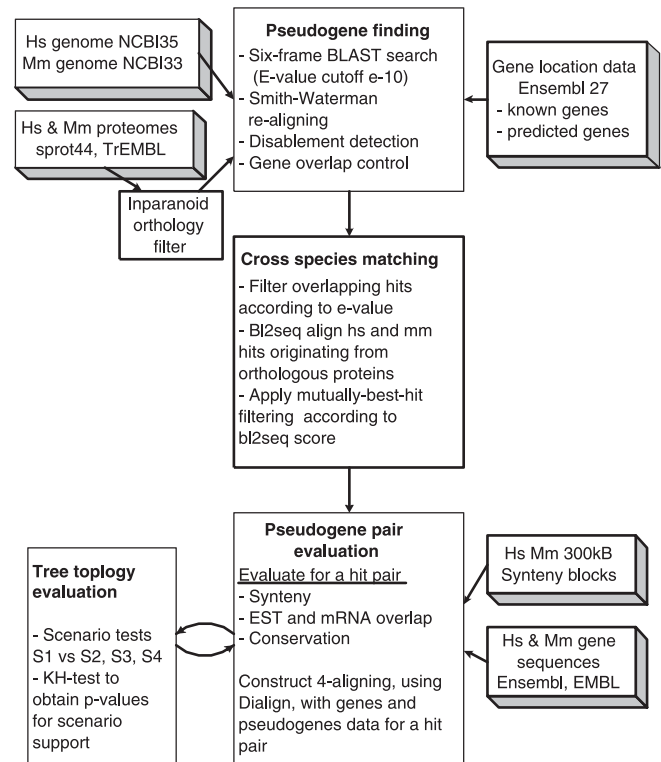 Hs genome NCBI35
Mm genome NCBI33
Hs & Mm proteomes
sprot44, TrEMBL
Inparanoid
orthology
filter
Pseudogene finding
- Six-frame BLAST search
(E-value cutoff e-10)
- Smith-Waterman
re-aligning
- Disablement detection
- Gene overlap control
Gene location data
Ensembl 27
- known genes
- predicted genes
Cross species matching
- Filter overlapping hits
according to e-value
- Bl2seq align hs and mm
hits originating from
orthologous proteins
- Apply mutually-best-hit
filtering according to
bl2seq score
Pseudogene pair
evaluation
Evaluate for a hit pair
- Synteny
- EST and mRNA overlap
- Conservation
Construct 4-aligning, using
Dialign, with genes and
pseudogenes data for a hit
pair
Tree toplogy
evaluation
- Scenario tests
S1 vs S2, S3, S4
- KH-test to
obtain p-values
for scenario
support
Hs Mm 300kB
Synteny blocks
Hs & Mm gene
sequences
Ensembl, EMBL